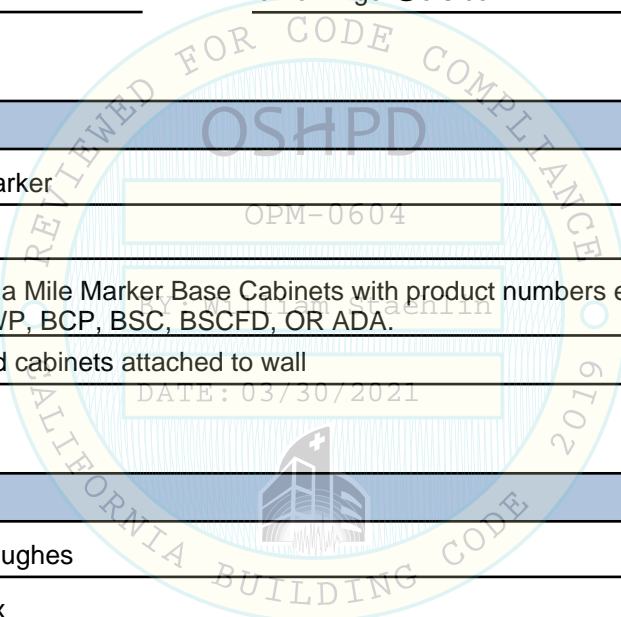 REVIEWED FOR CODE COMPLIANCE
OSHPD
arker
OPM-0604
a Mile Marker Base Cabinets with product numbers e
BY: William Staehlin
WP, BCP, BSC, BSCFD, OR ADA.
d cabinets attached to wall
DATE: 03/30/2021
ughes
CALIFORNIA BUILDING CODE 2019